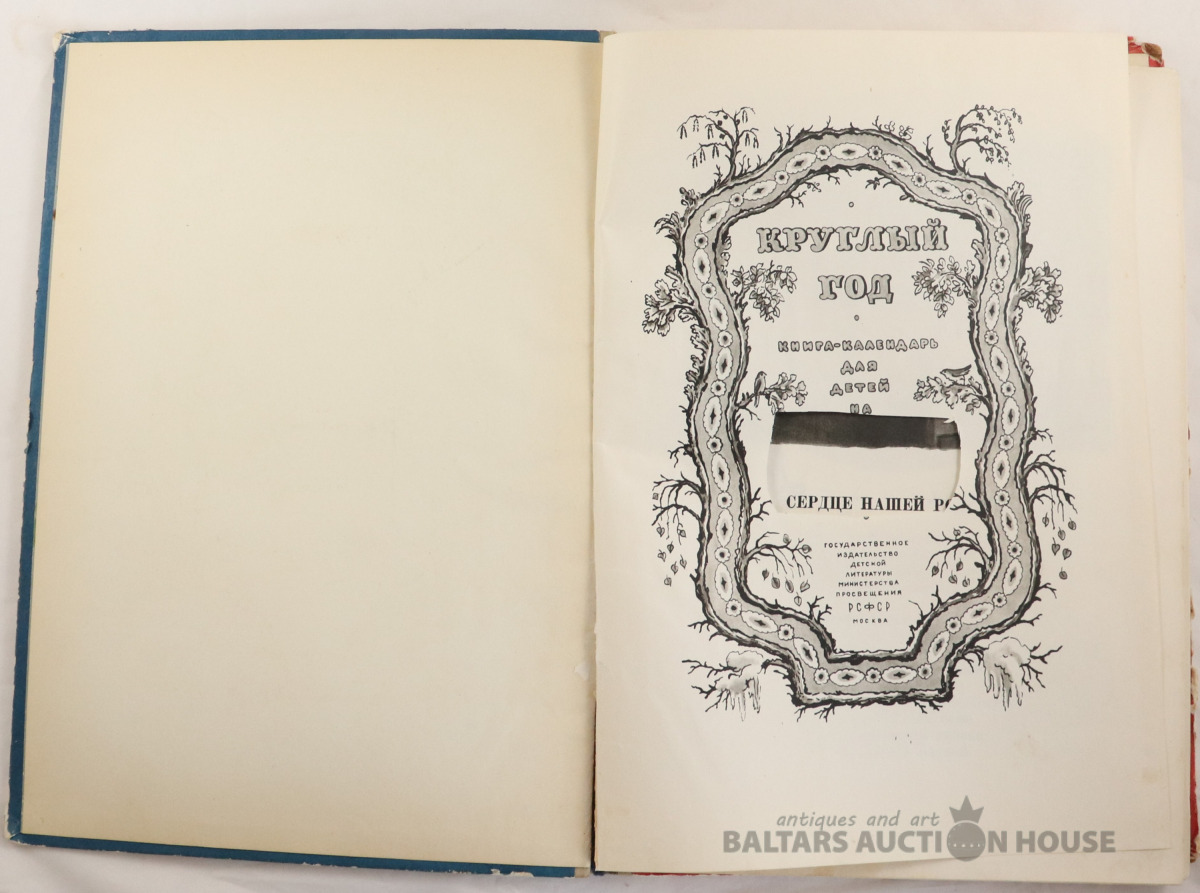 КРУГЛЫЙ
ГОД
КНИГА-КАЛЕНДАРЬ
ДЛЯ
ДЕТЕЙ
НА
СЕРДЦЕ НАШЕЙ
ГОСУДАРСТВЕННОЕ
ИЗДАТЕЛЬСТВО
ДЕТСКОЙ
ЛИТЕРАТУРЫ
МИНИСТЕРСТВА
ПРОСВЕЩЕНИЯ
РСФСР
МОСКВА
antiques and art
BALTARS AUCTION HOUSE